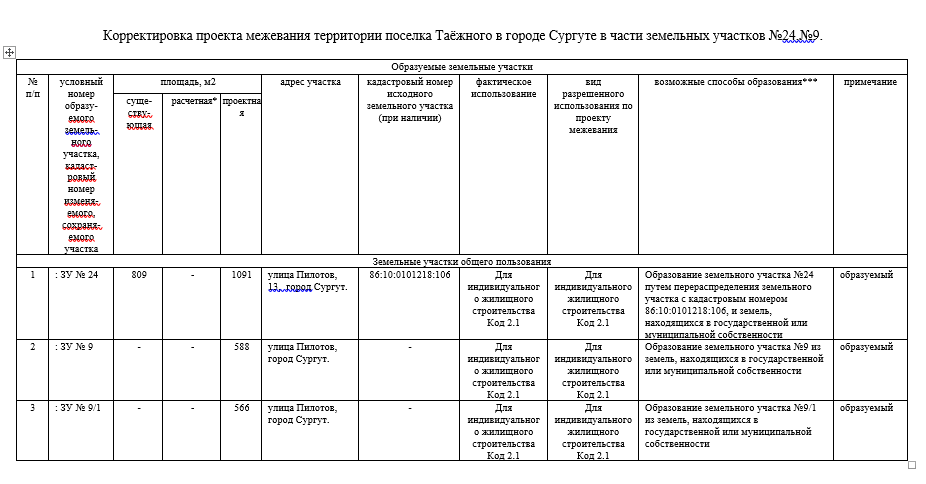 Корректировка проекта межевания территории поселка Таёжного в городе Сургуте в части земельных участков №24,№9.
Образуемые земельные участки
№
п/п
условный
номер
образу-
емого
земель-
ного
участка,
кадаст-
ровый
номер
изменя-
емого,
сохраня-
емого
участка
площадь, м2
суще-
ству-
ющая
расчетная*
проектна
я
адрес участка
кадастровый номер
исходного
земельного участка
(при наличии)
фактическое
использование
вид
разрешенного
использования по
проекту
межевания
возможные способы образования***
примечание
Земельные участки общего пользования
1
: ЗУ № 24
809
-
1091
улица Пилотов,
13, город Сургут.
86:10:0101218:106
Для
индивидуальног
о жилищного
строительства
Код 2.1
Для
индивидуального
жилищного
строительства
Код 2.1
Образование земельного участка №24
путем перераспределения земельного
участка с кадастровым номером
86:10:0101218:106, и земель,
находящихся в государственной или
муниципальной собственности
образуемый
2
: ЗУ № 9
-
-
588
улица Пилотов,
город Сургут.
-
Для
индивидуальног
о жилищного
строительства
Код 2.1
Для
индивидуального
жилищного
строительства
Код 2.1
Образование земельного участка №9 из
земель, находящихся в государственной
или муниципальной собственности
образуемый
3
: ЗУ № 9/1
-
-
566
улица Пилотов,
город Сургут.
-
Для
индивидуальног
о жилищного
строительства
Код 2.1
Для
индивидуального
жилищного
строительства
Код 2.1
Образование земельного участка №9/1
из земель, находящихся в
государственной или муниципальной
собственности
образуемый